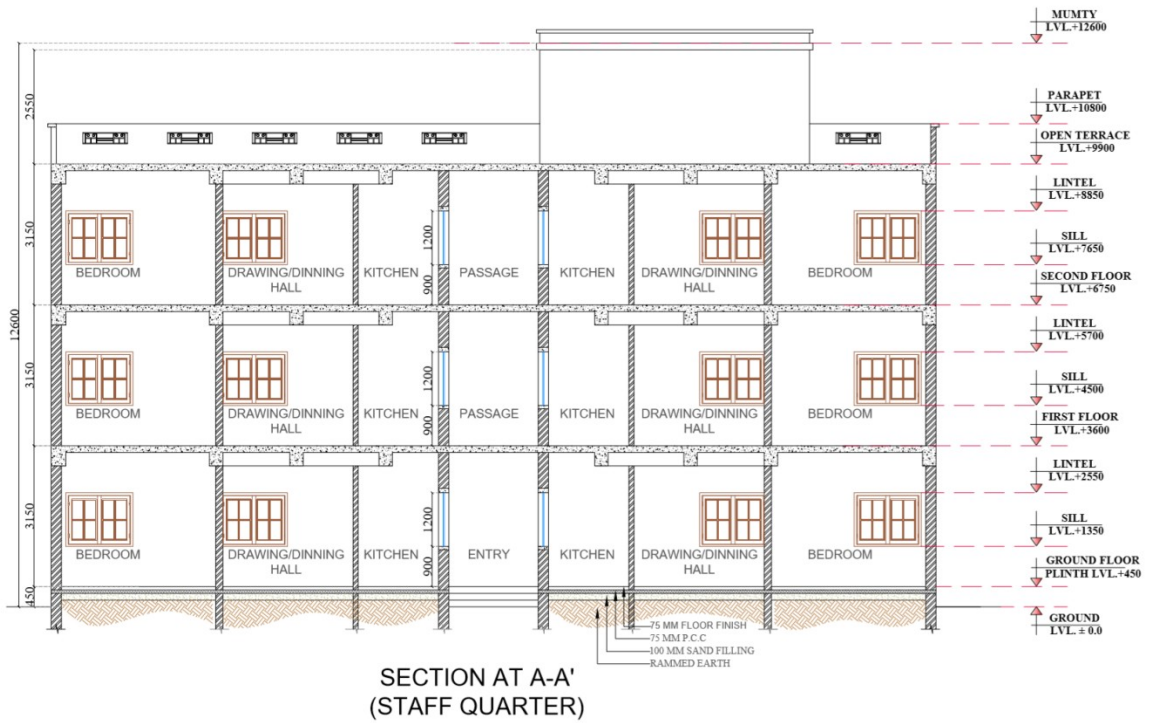 MUMTY
LVL.+12600
2550
PARAPET
LVL.+10800
OPEN TERRACE
LVL.+9900
LINTEL
LVL.+8850
3150
1200
SILL
LVL.+7650
BEDROOM
DRAWING/DINNING
HALL
KITCHEN
900
PASSAGE
KITCHEN
DRAWING/DINNING
HALL
BEDROOM
SECOND FLOOR
LVL.+6750
12600
LINTEL
LVL.+5700
3150
1200
SILL
LVL.+4500
BEDROOM
DRAWING/DINNING
HALL
KITCHEN
900
PASSAGE
KITCHEN
DRAWING/DINNING
HALL
BEDROOM
FIRST FLOOR
LVL.+3600
LINTEL
LVL.+2550
3150
1200
SILL
LVL.+1350
BEDROOM
DRAWING/DINNING
HALL
KITCHEN
900
ENTRY
KITCHEN
DRAWING/DINNING
HALL
BEDROOM
GROUND FLOOR
PLINTH LVL.+450
450
GROUND
LVL. ± 0.0
75 MM FLOOR FINISH
75 MM P.C.C
100 MM SAND FILLING
RAMMED EARTH
SECTION AT A-A'
(STAFF QUARTER)